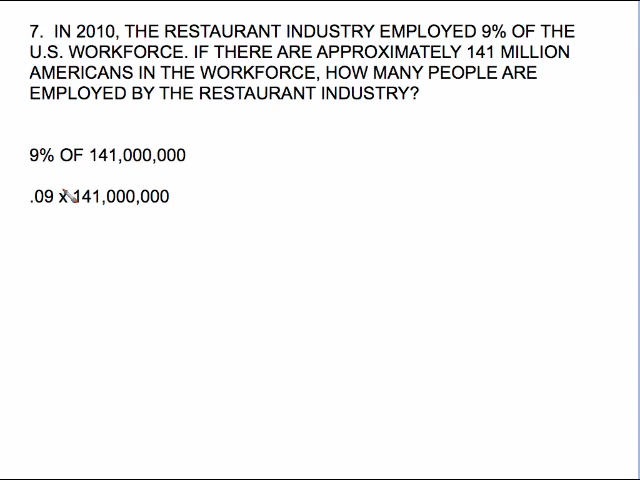 7. IN 2010, THE RESTAURANT INDUSTRY EMPLOYED 9% OF THE
U.S. WORKFORCE. IF THERE ARE APPROXIMATELY 141 MILLION
AMERICANS IN THE WORKFORCE, HOW MANY PEOPLE ARE
EMPLOYED BY THE RESTAURANT INDUSTRY?
9% OF 141,000,000
.09 x 141,000,000